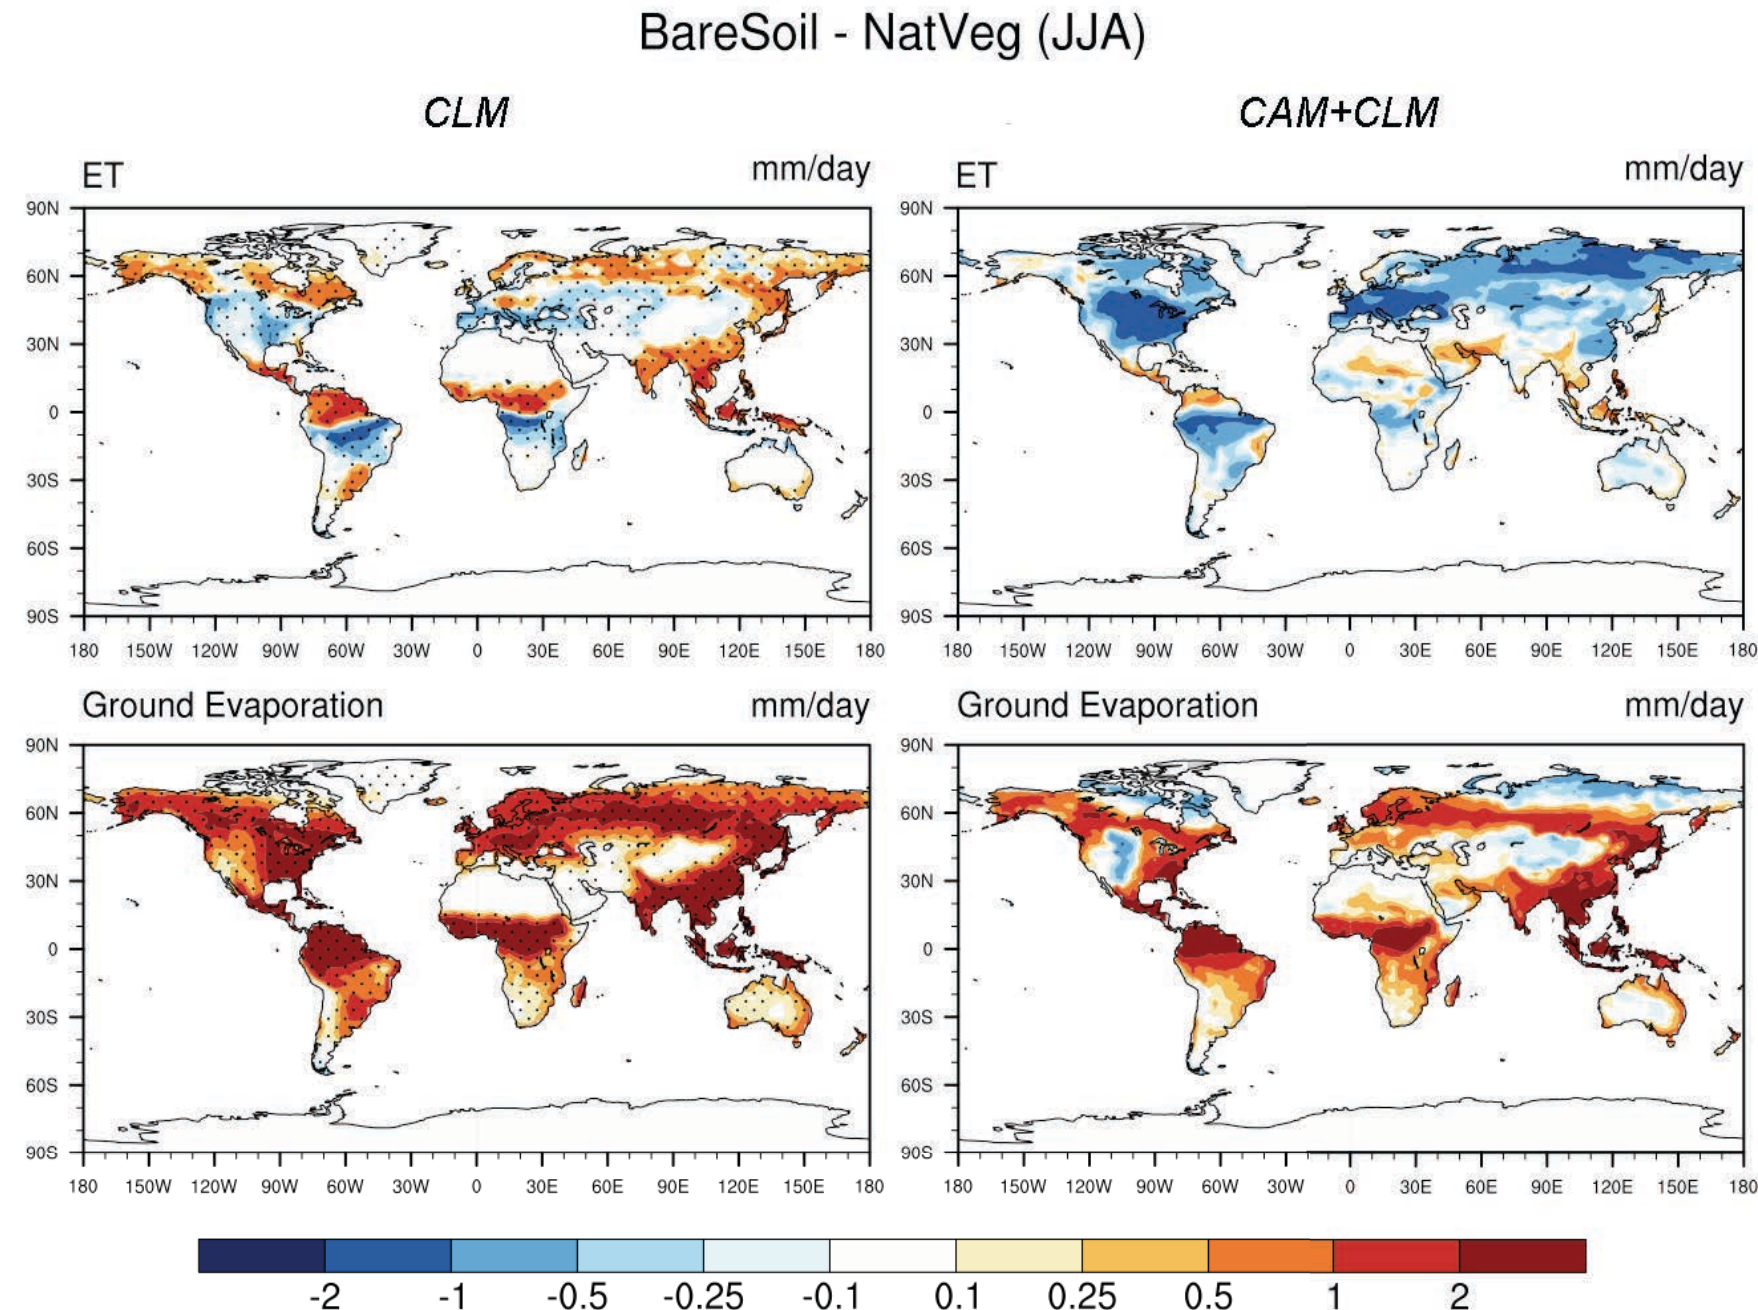 BareSoil - NatVeg (JJA)
CLM
CAM+CLM
ET mm/day
ET mm/day
90N
60N
30N
0
30S
60S
90S
180 150W 120W 90W 60W 30W 0 30E 60E 90E 120E 150E 180
90N
60N
30N
0
30S
60S
90S
180 150W 120W 90W 60W 30W 0 30E 60E 90E 120E 150E 180
Ground Evaporation mm/day
Ground Evaporation mm/day
90N
60N
30N
0
30S
60S
90S
180 150W 120W 90W 60W 30W 0 30E 60E 90E 120E 150E 180
90N
60N
30N
0
30S
60S
90S
180 150W 120W 90W 60W 30W 0 30E 60E 90E 120E 150E 180
-2 -1 -0.5 -0.25 -0.1 0.1 0.25 0.5 1 2